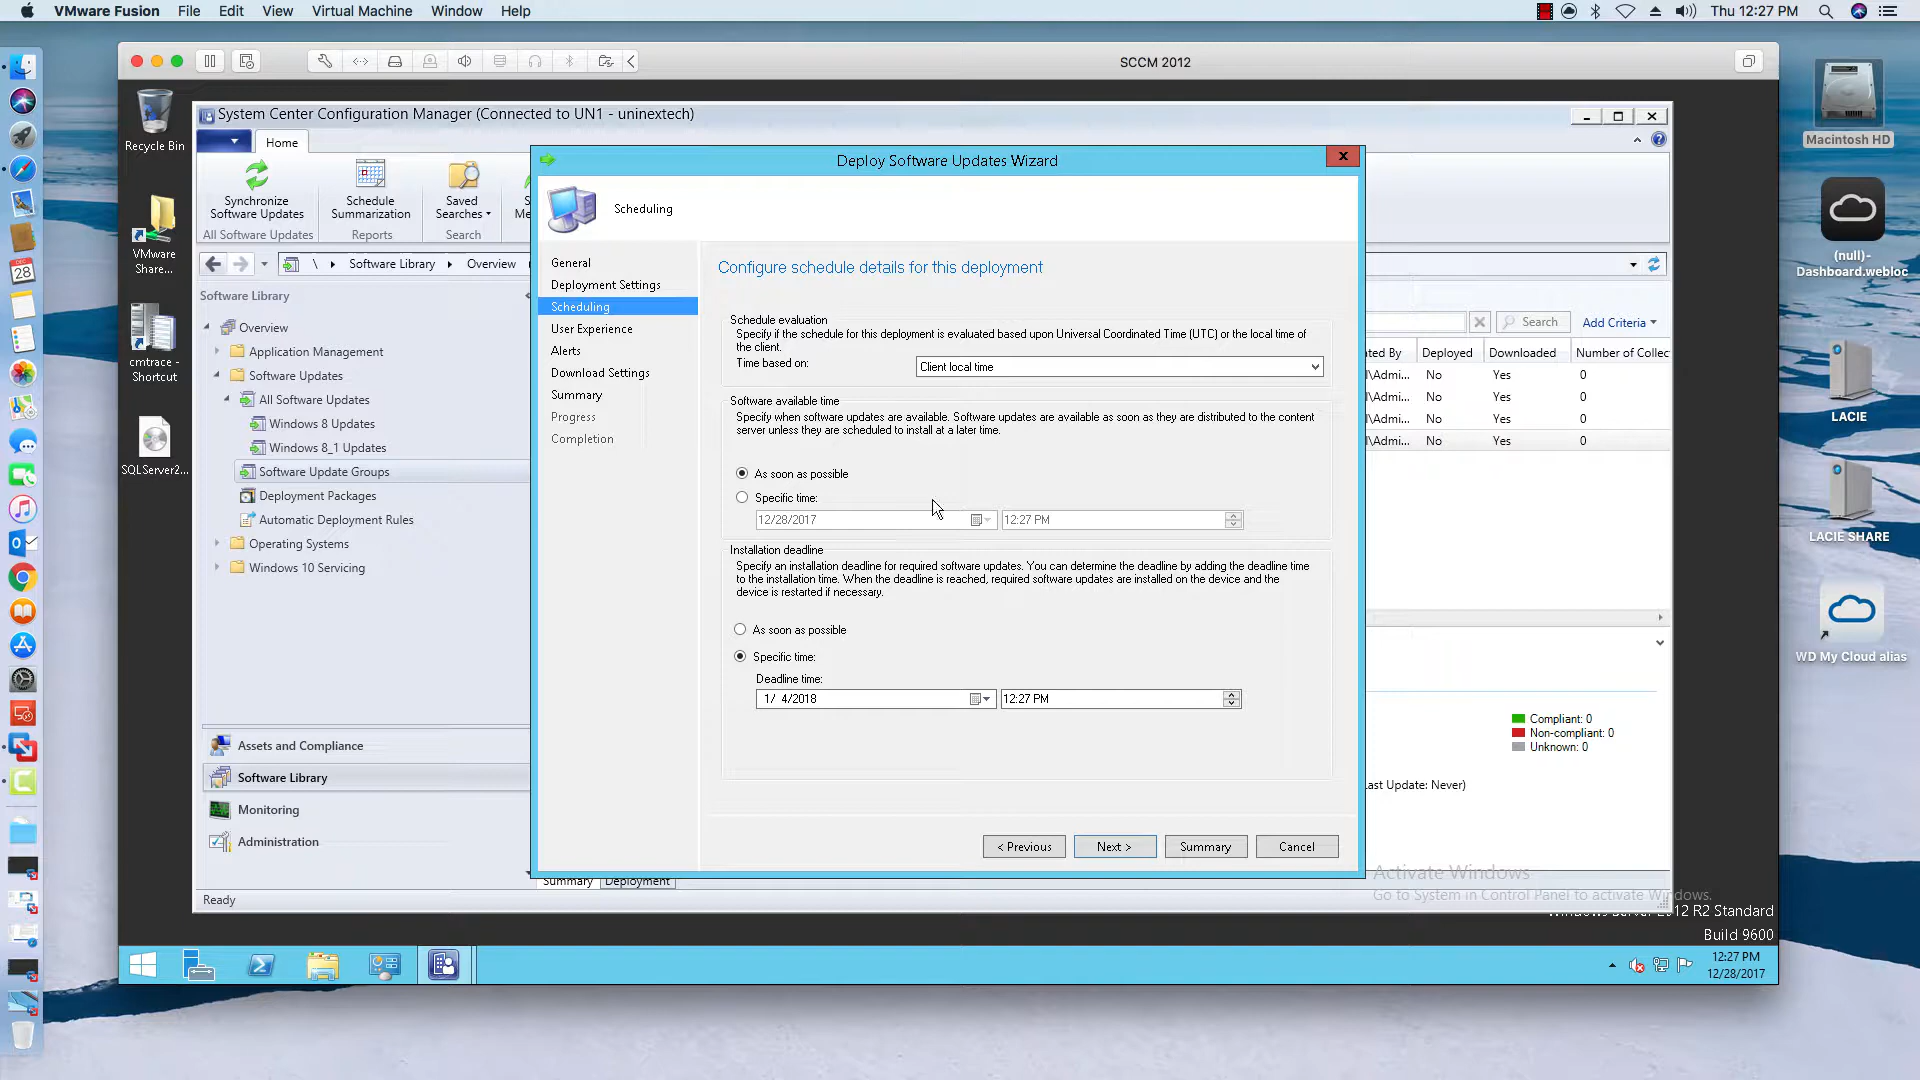 VMware Fusion File Edit View Virtual Machine Window Help Thu 12:27 PM
SCCM 2012
Recycle Bin
VMware
Share...
cmtrace -
Shortcut
SQLServer2...
System Center Configuration Manager (Connected to UN1 - uninextech)
Home
Synchronize
Software Updates
All Software Updates
Schedule
Summarization
Reports
Saved
Searches
Search
S
Me
\ Software Library Overview
Software Library
Overview
Application Management
Software Updates
All Software Updates
Windows 8 Updates
Windows 8_1 Updates
Software Update Groups
Deployment Packages
Automatic Deployment Rules
Operating Systems
Windows 10 Servicing
Assets and Compliance
Software Library
Monitoring
Administration
Ready
Deploy Software Updates Wizard
Scheduling
General
Deployment Settings
Scheduling
User Experience
Alerts
Download Settings
Summary
Progress
Completion
Configure schedule details for this deployment
Schedule evaluation
Specify if the schedule for this deployment is evaluated based upon Universal Coordinated Time (UTC) or the local time of
the client.
Time based on: Client local time
Software available time
Specify when software updates are available. Software updates are available as soon as they are distributed to the content
server unless they are scheduled to install at a later time.
As soon as possible
Specific time:
12/28/2017 12:27 PM
Installation deadline
Specify an installation deadline for required software updates. You can determine the deadline by adding the deadline time
to the installation time. When the deadline is reached, required software updates are installed on the device and the
device is restarted if necessary.
As soon as possible
Specific time:
Deadline time:
1/ 4/2018 12:27 PM
< Previous Next > Summary Cancel
Summary Deployment
Search Add Criteria
ted By Deployed Downloaded Number of Collec
l\Admi... No Yes 0
l\Admi... No Yes 0
l\Admi... No Yes 0
l\Admi... No Yes 0
Compliant: 0
Non-compliant: 0
Unknown: 0
Last Update: Never)
Activate Windows
Go to System in Control Panel to activate Windows.
Windows Server 2012 R2 Standard
Build 9600
12:27 PM
12/28/2017
Macintosh HD
(null)-
Dashboard.webloc
LACIE
LACIE SHARE
WD My Cloud alias
DEC
28